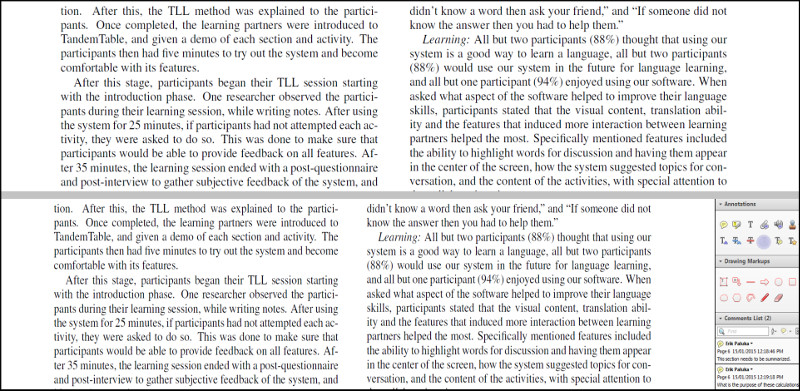 tion. After this, the TLL method was explained to the partici-
pants. Once completed, the learning partners were introduced to
TandemTable, and given a demo of each section and activity. The
participants then had five minutes to try out the system and become
comfortable with its features.
After this stage, participants began their TLL session starting
with the introduction phase. One researcher observed the partici-
pants during their learning session, while writing notes. After using
the system for 25 minutes, if participants had not attempted each ac-
tivity, they were asked to do so. This was done to make sure that
participants would be able to provide feedback on all features. Af-
ter 35 minutes, the learning session ended with a post-questionnaire
and post-interview to gather subjective feedback of the system, and
didn't know a word then ask your friend,” and “If someone did not
know the answer then you had to help them.”
Learning: All but two participants (88%) thought that using our
system is a good way to learn a language, all but two participants
(88%) would use our system in the future for language learning,
and all but one participant (94%) enjoyed using our software. When
asked what aspect of the software helped to improve their language
skills, participants stated that the visual content, translation abil-
ity and the features that induced more interaction between learning
partners helped the most. Specifically mentioned features included
the ability to highlight words for discussion and having them appear
in the center of the screen, how the system suggested topics for con-
versation, and the content of the activities, with special attention to
tion. After this, the TLL method was explained to the partici-
pants. Once completed, the learning partners were introduced to
TandemTable, and given a demo of each section and activity. The
participants then had five minutes to try out the system and become
comfortable with its features.
After this stage, participants began their TLL session starting
with the introduction phase. One researcher observed the partici-
pants during their learning session, while writing notes. After using
the system for 25 minutes, if participants had not attempted each ac-
tivity, they were asked to do so. This was done to make sure that
participants would be able to provide feedback on all features. Af-
ter 35 minutes, the learning session ended with a post-questionnaire
and post-interview to gather subjective feedback of the system, and
didn't know a word then ask your friend,” and “If someone did not
know the answer then you had to help them.”
Learning: All but two participants (88%) thought that using our
system is a good way to learn a language, all but two participants
(88%) would use our system in the future for language learning,
and all but one participant (94%) enjoyed using our software. When
asked what aspect of the software helped to improve their language
skills, participants stated that the visual content, translation abil-
ity and the features that induced more interaction between learning
partners helped the most. Specifically mentioned features included
the ability to highlight words for discussion and having them appear
in the center of the screen, how the system suggested topics for con-
versation, and the content of the activities, with special attention to
Annotations
Drawing Markups
Comments List (2)
Find
Erik Paluka
Page 6 15/01/2015 12:18:46 PM
This section needs to be summarized.
Erik Paluka
Page 6 15/01/2015 12:19:18 PM
What is the purpose of these calculations